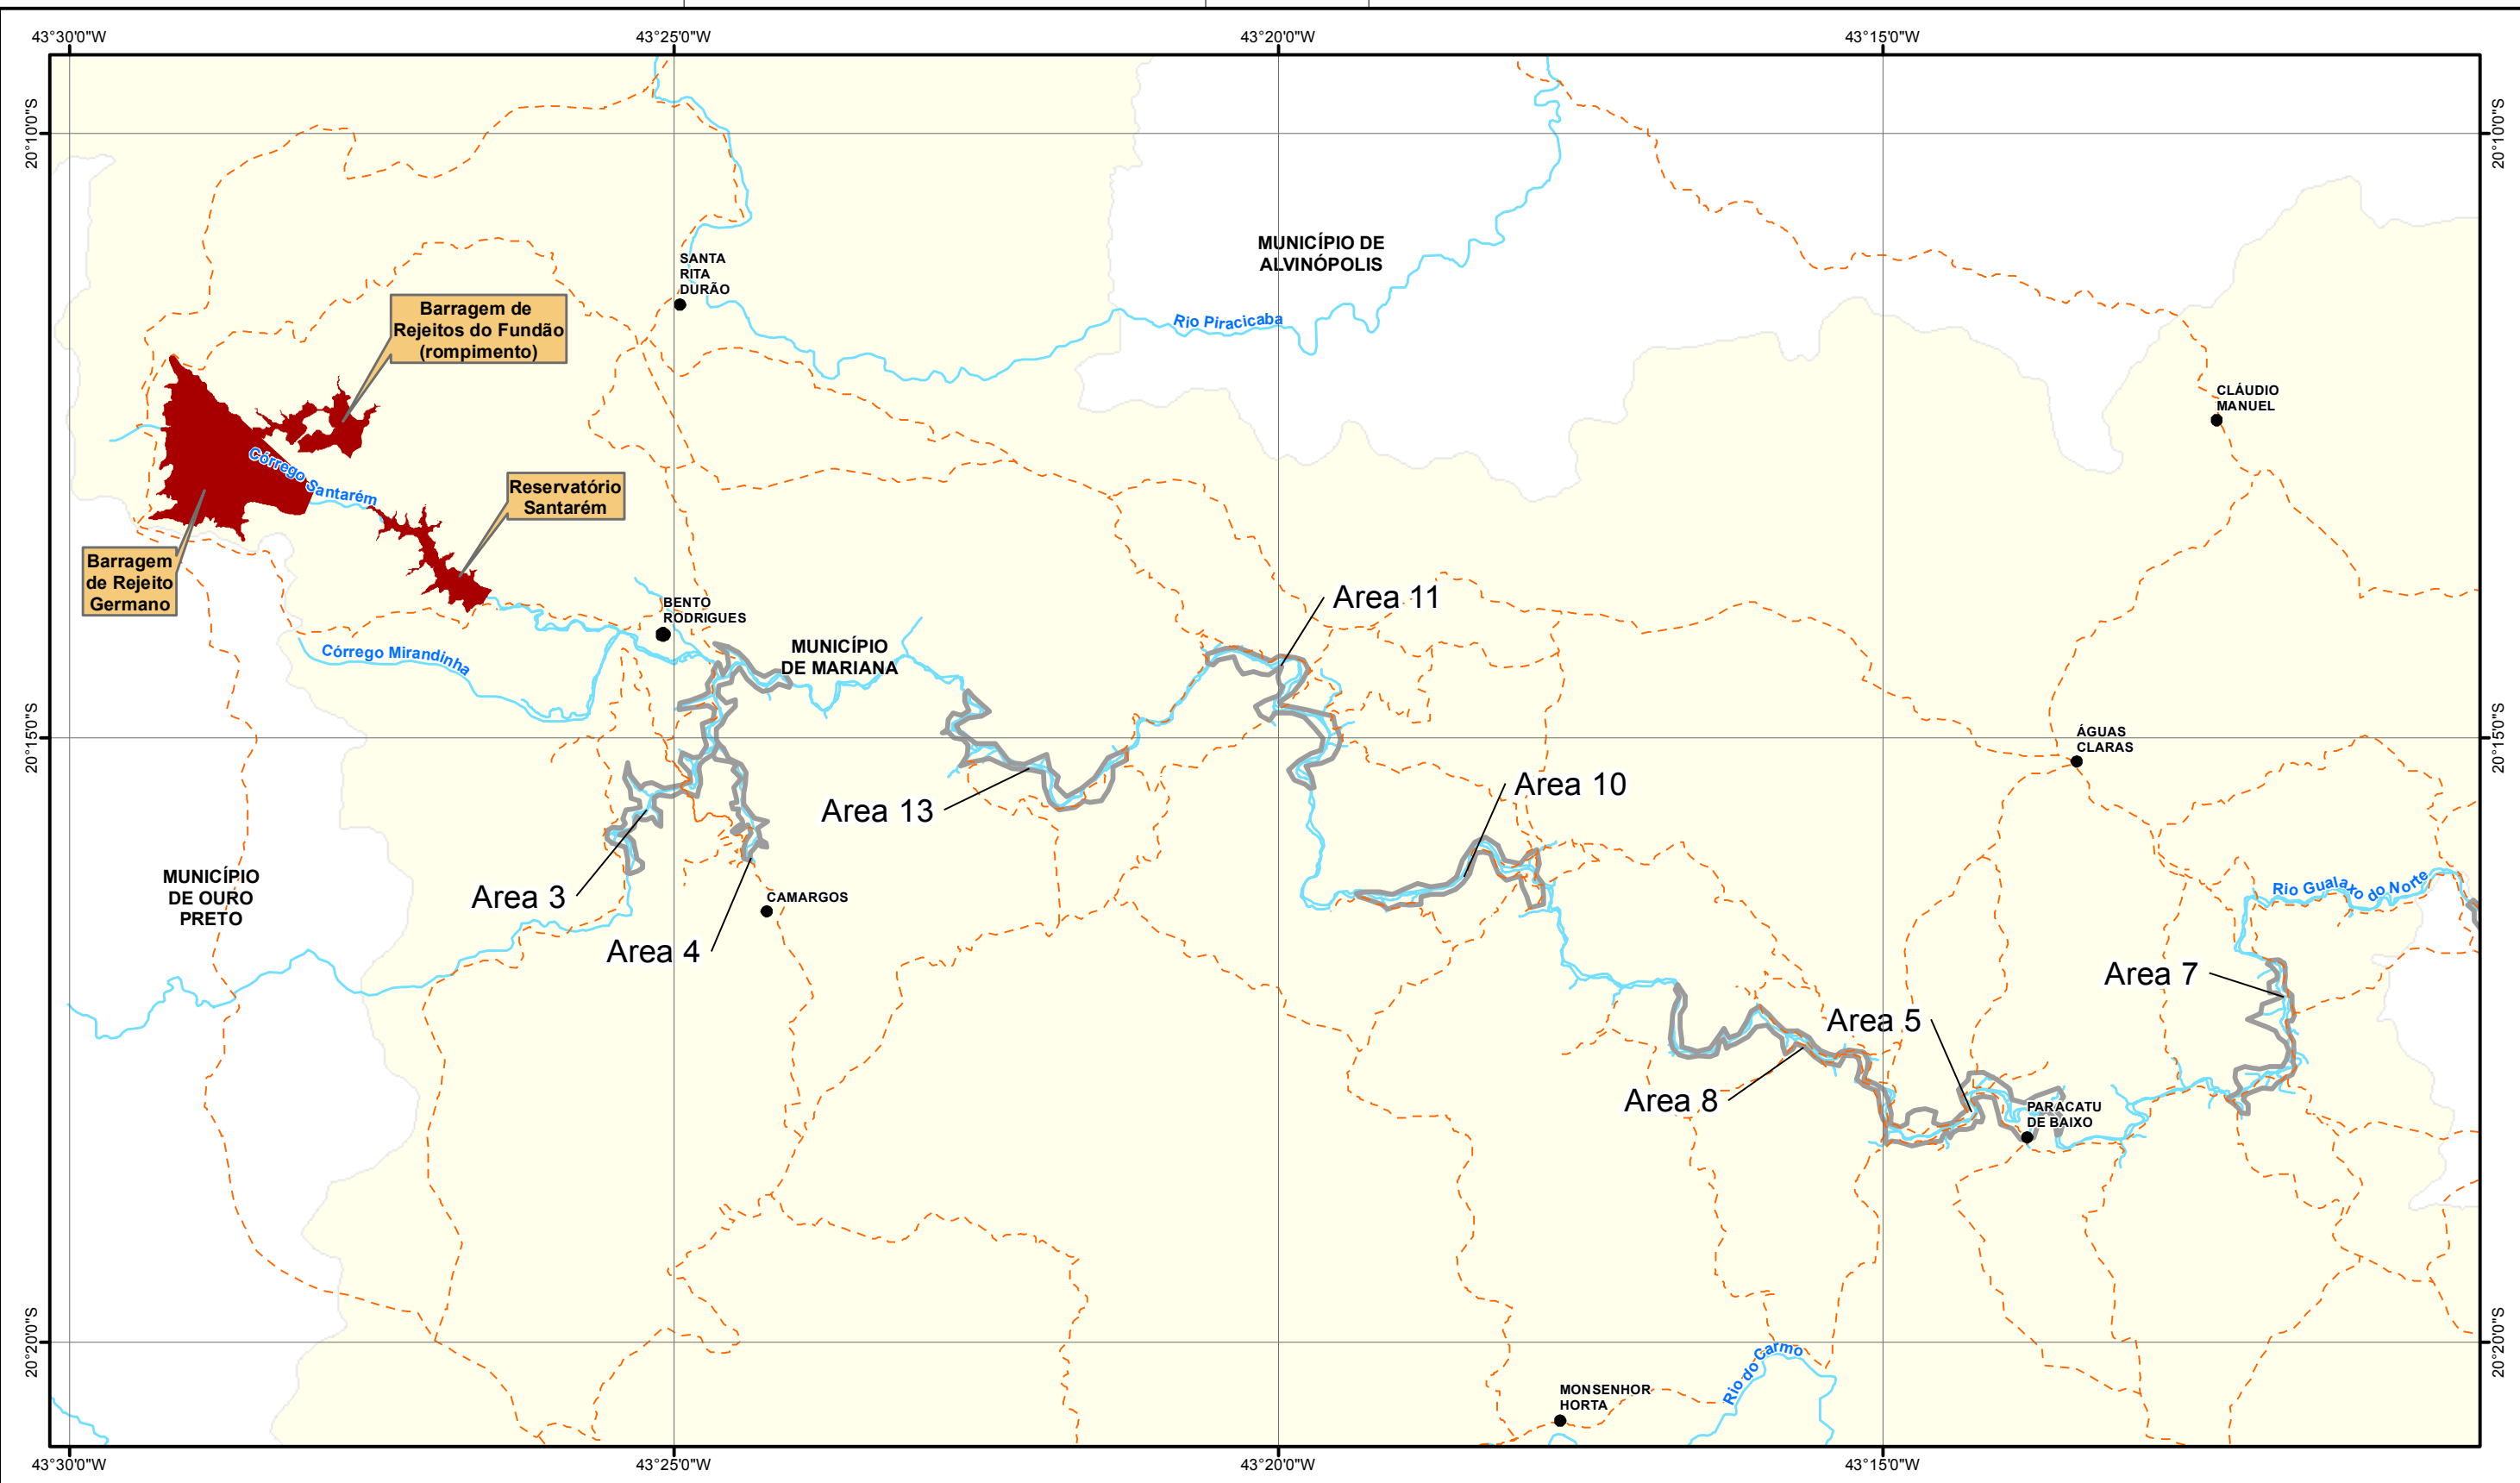 43°30'0"W
43°25'0"W
43°20'0"W
43°15'0"W
20°10'0"S
20°10'0"S
MUNICÍPIO DE
ALVINÓPOLIS
SANTA
RITA
DURÃO
Barragem de
Rejeitos do Fundão
(rompimento)
Rio Piracicaba
CLÁUDIO
MANUEL
Córrego Santarém
Reservatório
Santarém
Barragem
de Rejeito
Germano
Area 11
BENTO
RODRIGUES
Córrego Mirandinha
MUNICÍPIO
DE MARIANA
20°15'0"S
20°15'0"S
ÁGUAS
CLARAS
Area 13
Area 10
MUNICÍPIO
DE OURO
PRETO
Area 3
CAMARGOS
Rio Gualaxo do Norte
Area 4
Area 7
Area 5
Area 8
PARACATU
DE BAIXO
20°20'0"S
20°20'0"S
Rio do Carmo
MONSENHOR
HORTA
43°30'0"W
43°25'0"W
43°20'0"W
43°15'0"W